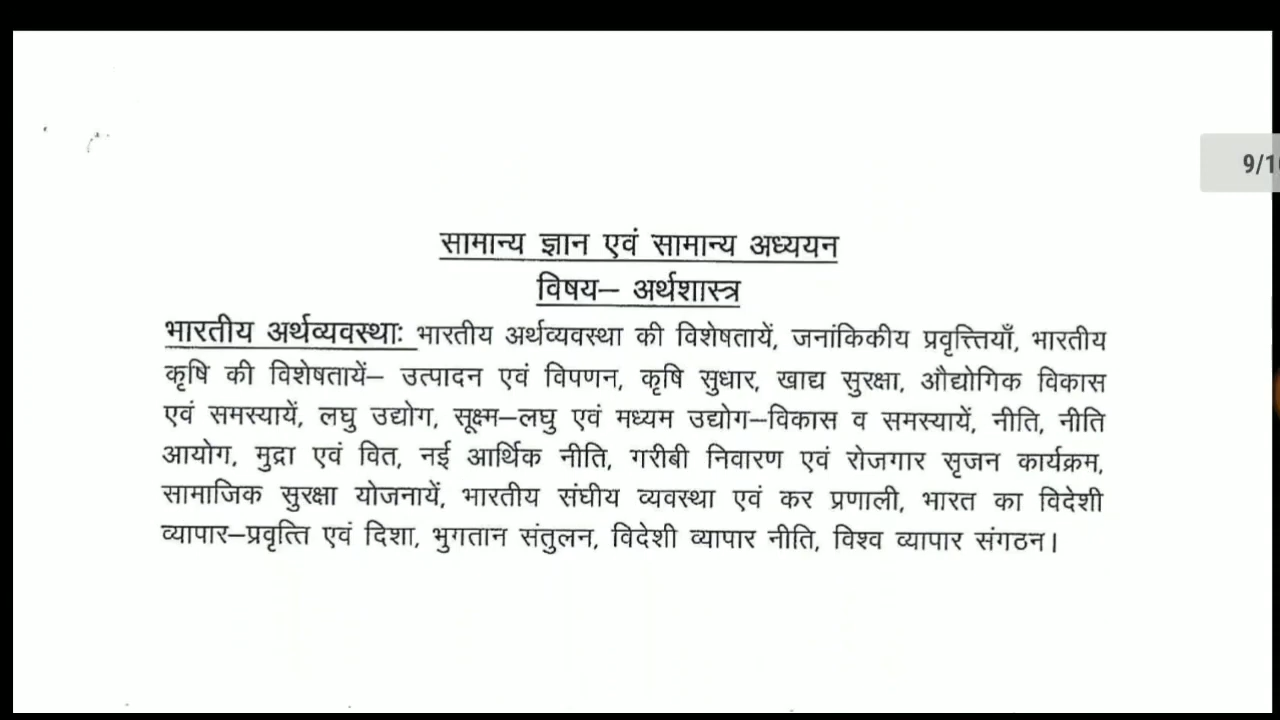 9/1
सामान्य ज्ञान एवं सामान्य अध्ययन
विषय– अर्थशास्त्र
भारतीय अर्थव्यवस्थाः भारतीय अर्थव्यवस्था की विशेषतायें, जनांकिकीय प्रवृत्तियाँ, भारतीय
कृषि की विशेषतायें– उत्पादन एवं विपणन, कृषि सुधार, खाद्य सुरक्षा, औद्योगिक विकास
एवं समस्यायें, लघु उद्योग, सूक्ष्म–लघु एवं मध्यम उद्योग–विकास व समस्यायें, नीति, नीति
आयोग, मुद्रा एवं वित, नई आर्थिक नीति, गरीबी निवारण एवं रोजगार सृजन कार्यक्रम,
सामाजिक सुरक्षा योजनायें, भारतीय संघीय व्यवस्था एवं कर प्रणाली, भारत का विदेशी
व्यापार–प्रवृत्ति एवं दिशा, भुगतान संतुलन, विदेशी व्यापार नीति, विश्व व्यापार संगठन।